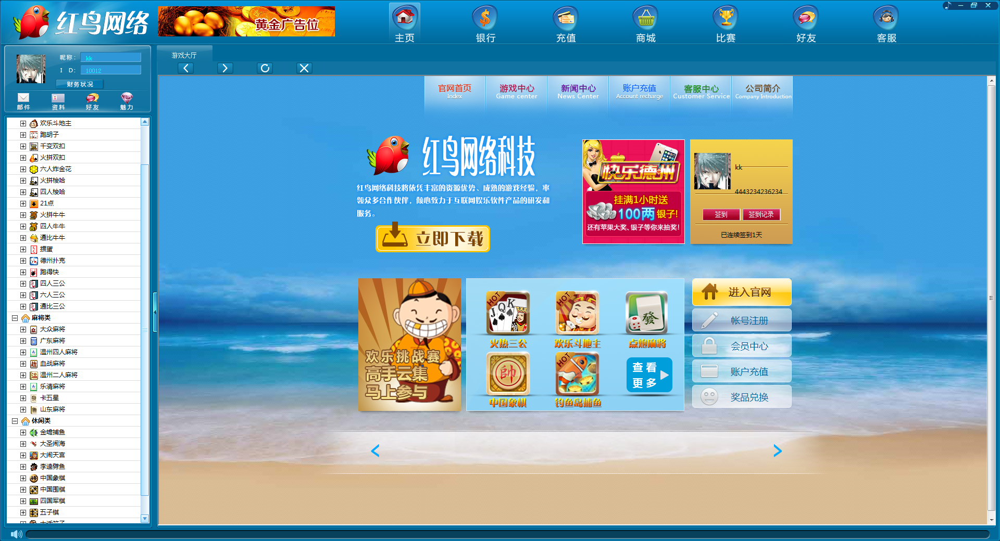 红鸟网络
黄金广告位
主页
银行
充值
商城
比赛
好友
客服
昵称:
kk
I D:
10012
财务状况
邮件
资料
好友
魅力
游戏大厅
欢乐斗地主
跑胡子
千变双扣
火拼双扣
六人炸金花
火拼梭哈
四人梭哈
21点
火拼牛牛
四人牛牛
通比牛牛
掼蛋
德州扑克
跑得快
四人三公
六人三公
通比三公
麻将类
大众麻将
广东麻将
温州四人麻将
血战麻将
温州二人麻将
乐清麻将
卡五星
山东麻将
休闲类
金蟾捕鱼
大圣闹海
大闹天宫
李逵劈鱼
中国象棋
中国围棋
四国军棋
五子棋
官网首页
Index
游戏中心
Game center
新闻中心
News Center
账户充值
Account recharge
客服中心
Customer Service
公司简介
Company Introduction
红鸟网络科技
红鸟网络科技将依凭丰富的资源优势、成熟的游戏经验，率
领众多合作伙伴，倾心致力于互联网娱乐软件产品的研发和
服务。
立即下载
快乐德州
挂满1小时送
100两银子!
还有苹果大奖、银子等你来抽奖!
kk
4443234236234
签到
签到记录
已连续签到1天
欢乐挑战赛
高手云集
马上参与
HOT
J Q K
火热三公
HOT
欢乐斗地主
發
点炮麻将
帥
中国象棋
HOT
钓鱼岛捕鱼
查看
更多
进入官网
帐号注册
会员中心
账户充值
奖品兑换